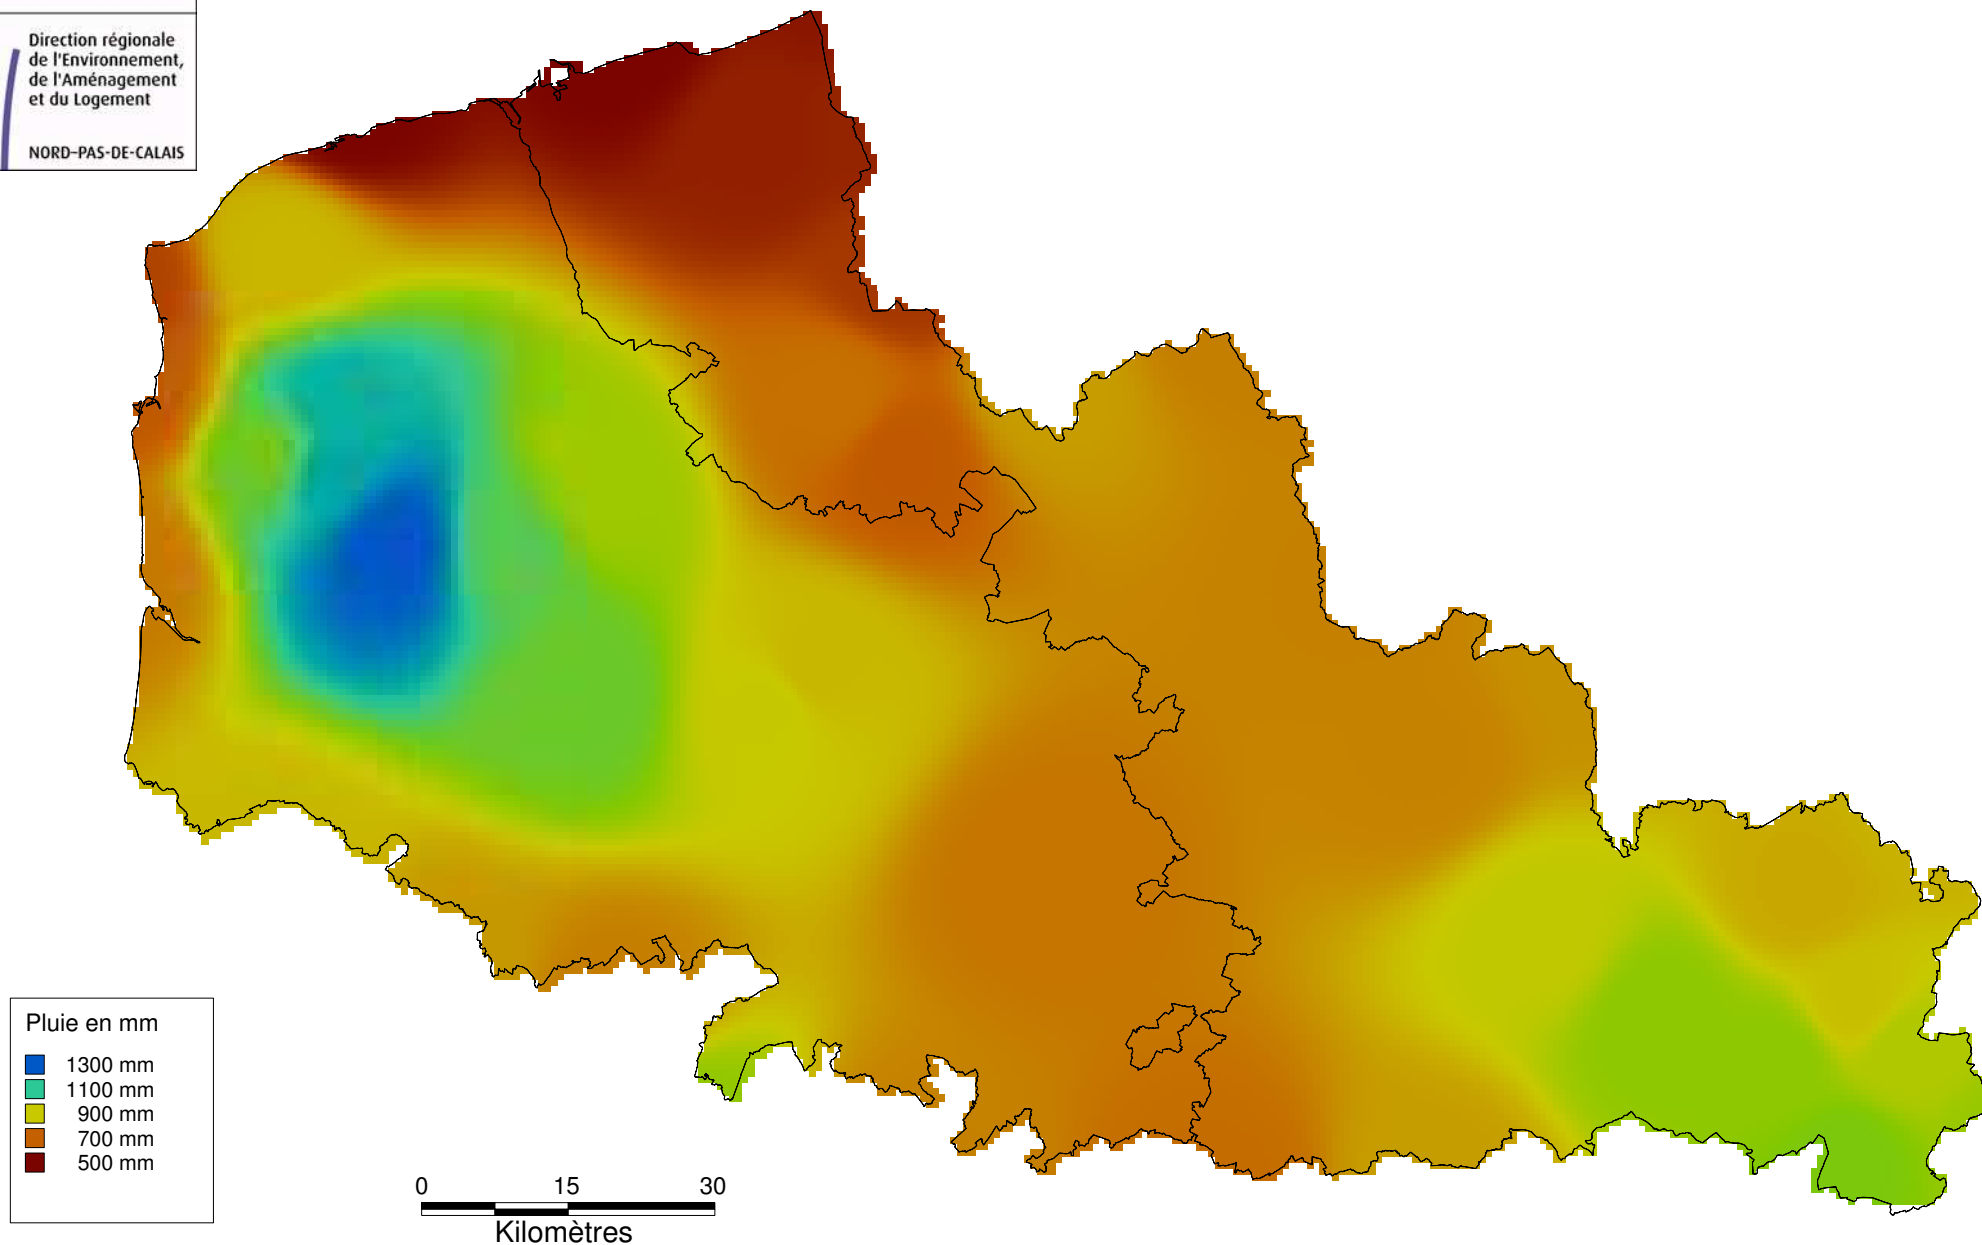 Direction régionale
de l'Environnement,
de l'Aménagement
et du Logement
NORD-PAS-DE-CALAIS
Pluie en mm
1300 mm
1100 mm
900 mm
700 mm
500 mm
0 15 30
Kilomètres